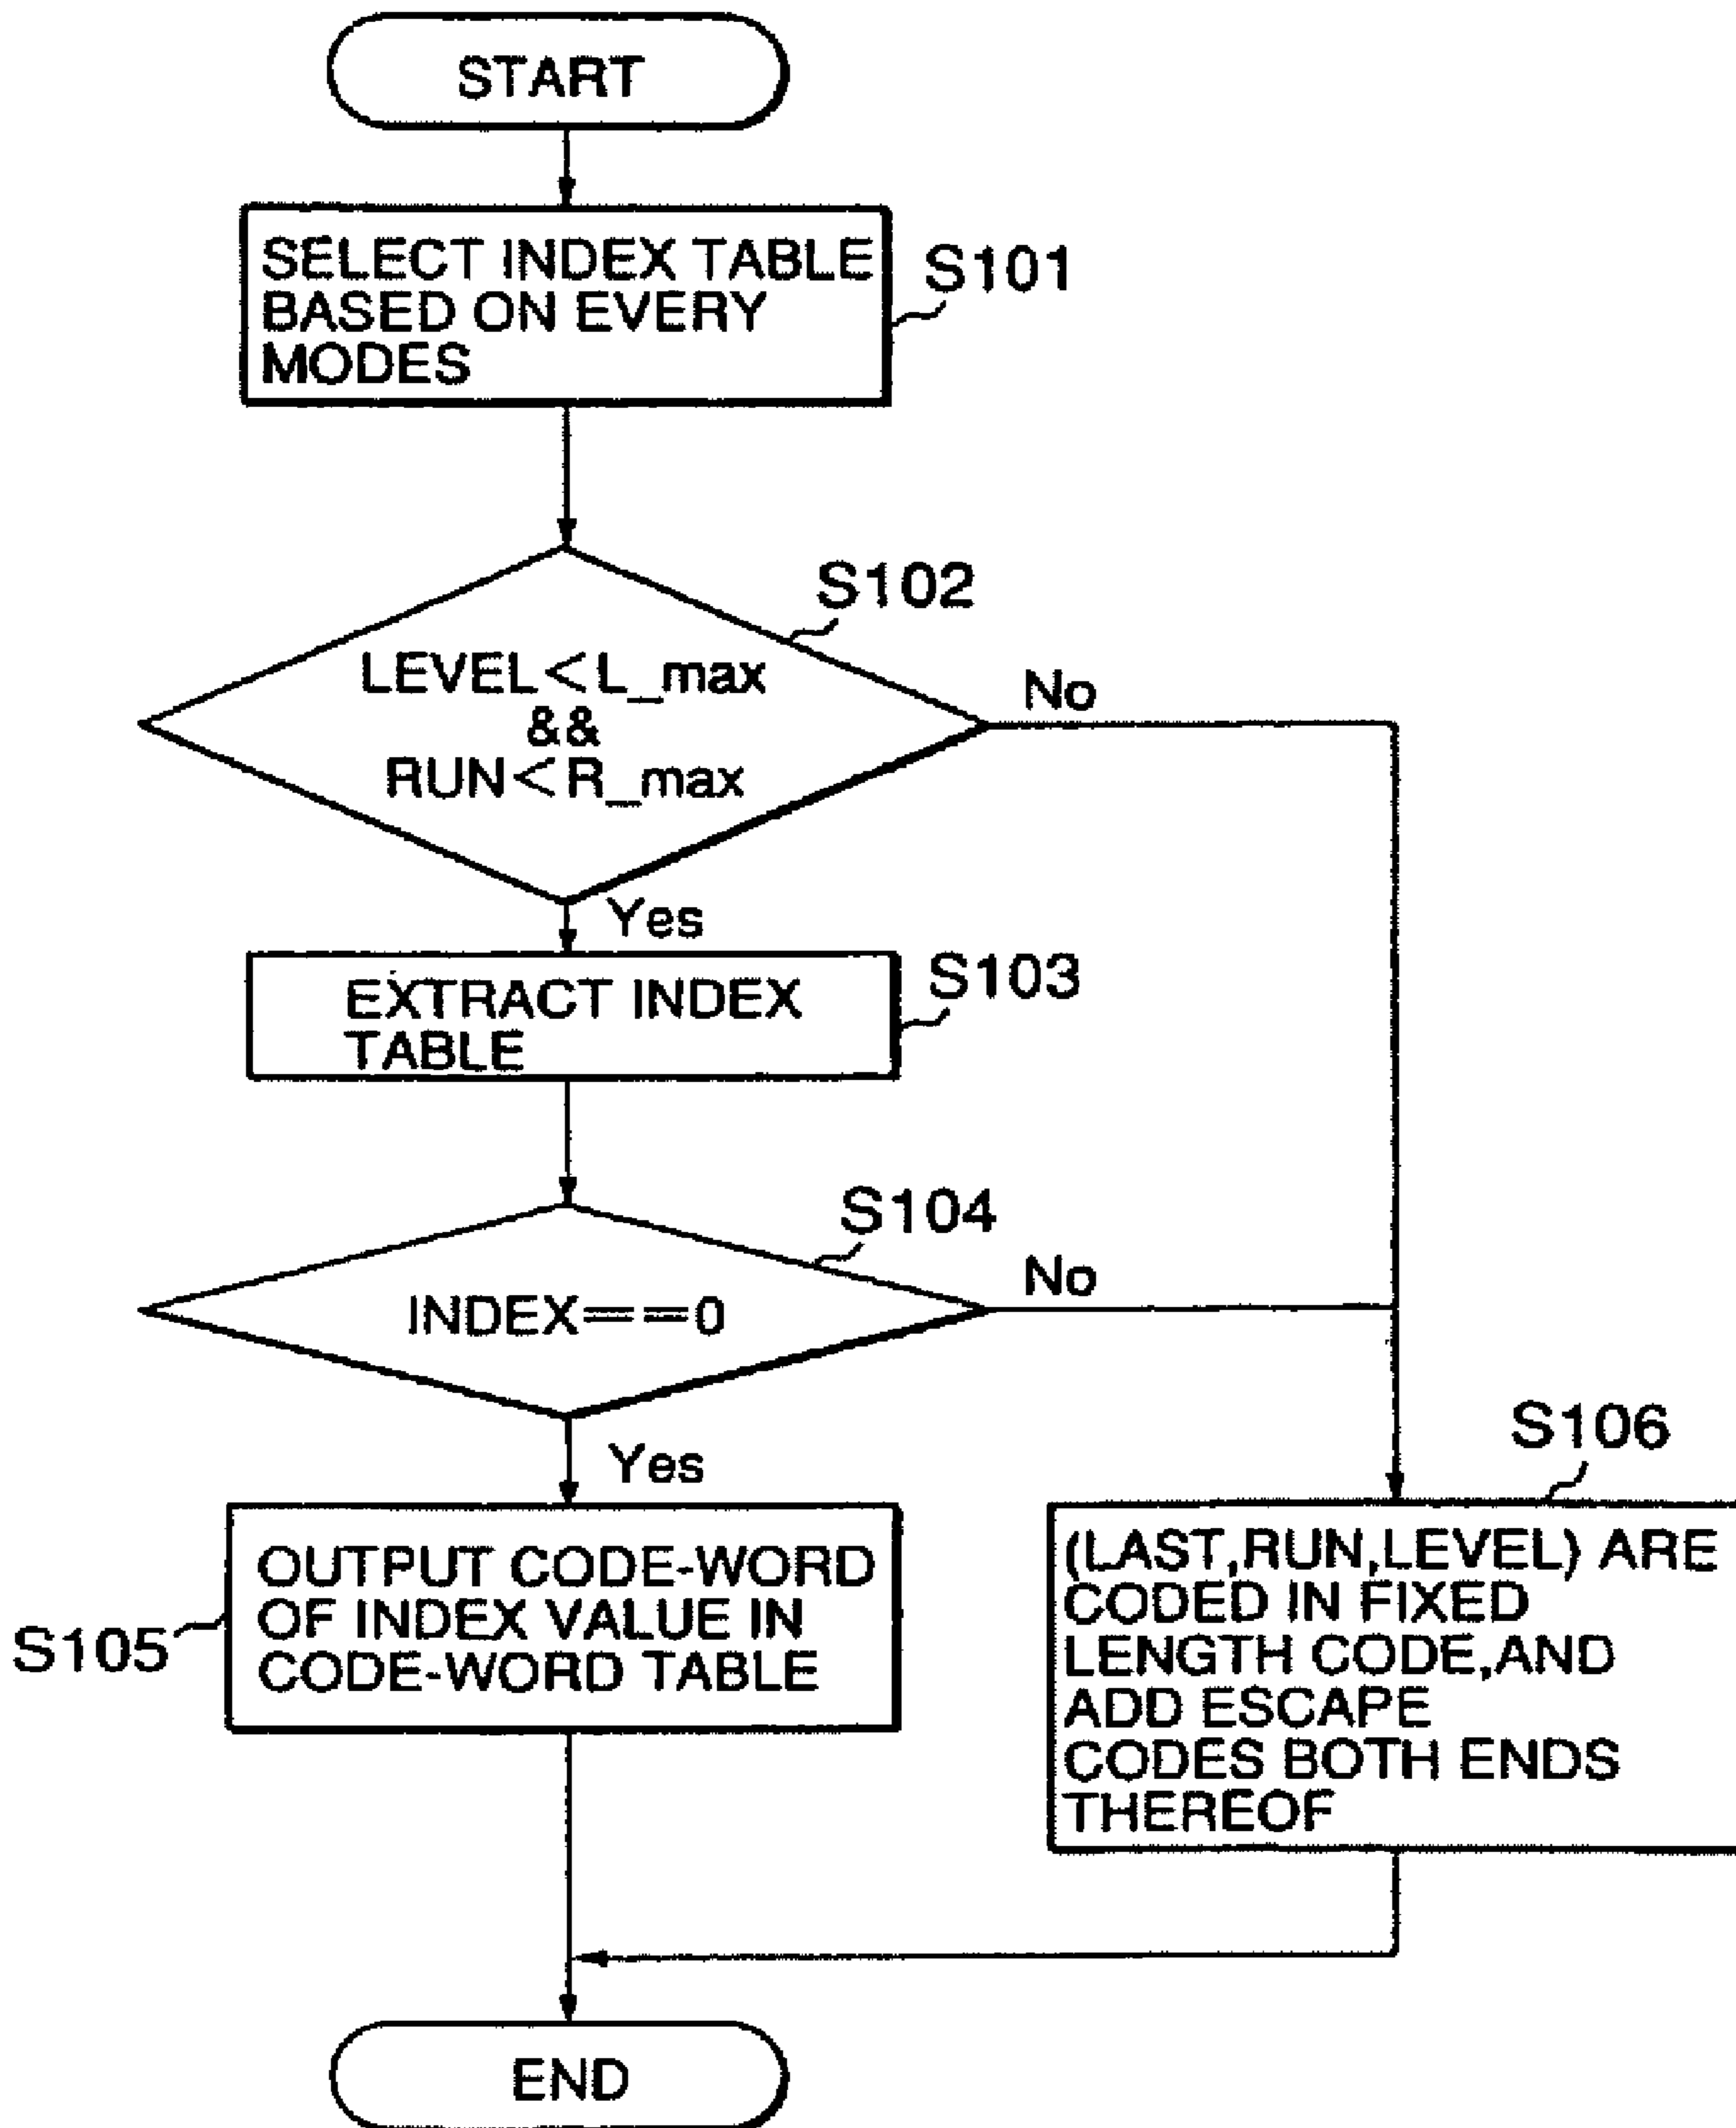 START
SELECT INDEX TABLE
BASED ON EVERY
MODES
S101
S102
LEVEL<L_max
&&
RUN<R_max
No
Yes
EXTRACT INDEX
TABLE
S103
S104
INDEX==0
No
Yes
S105
OUTPUT CODE-WORD
OF INDEX VALUE IN
CODE-WORD TABLE
S106
(LAST,RUN,LEVEL) ARE
CODED IN FIXED
LENGTH CODE,AND
ADD ESCAPE
CODES BOTH ENDS
THEREOF
END